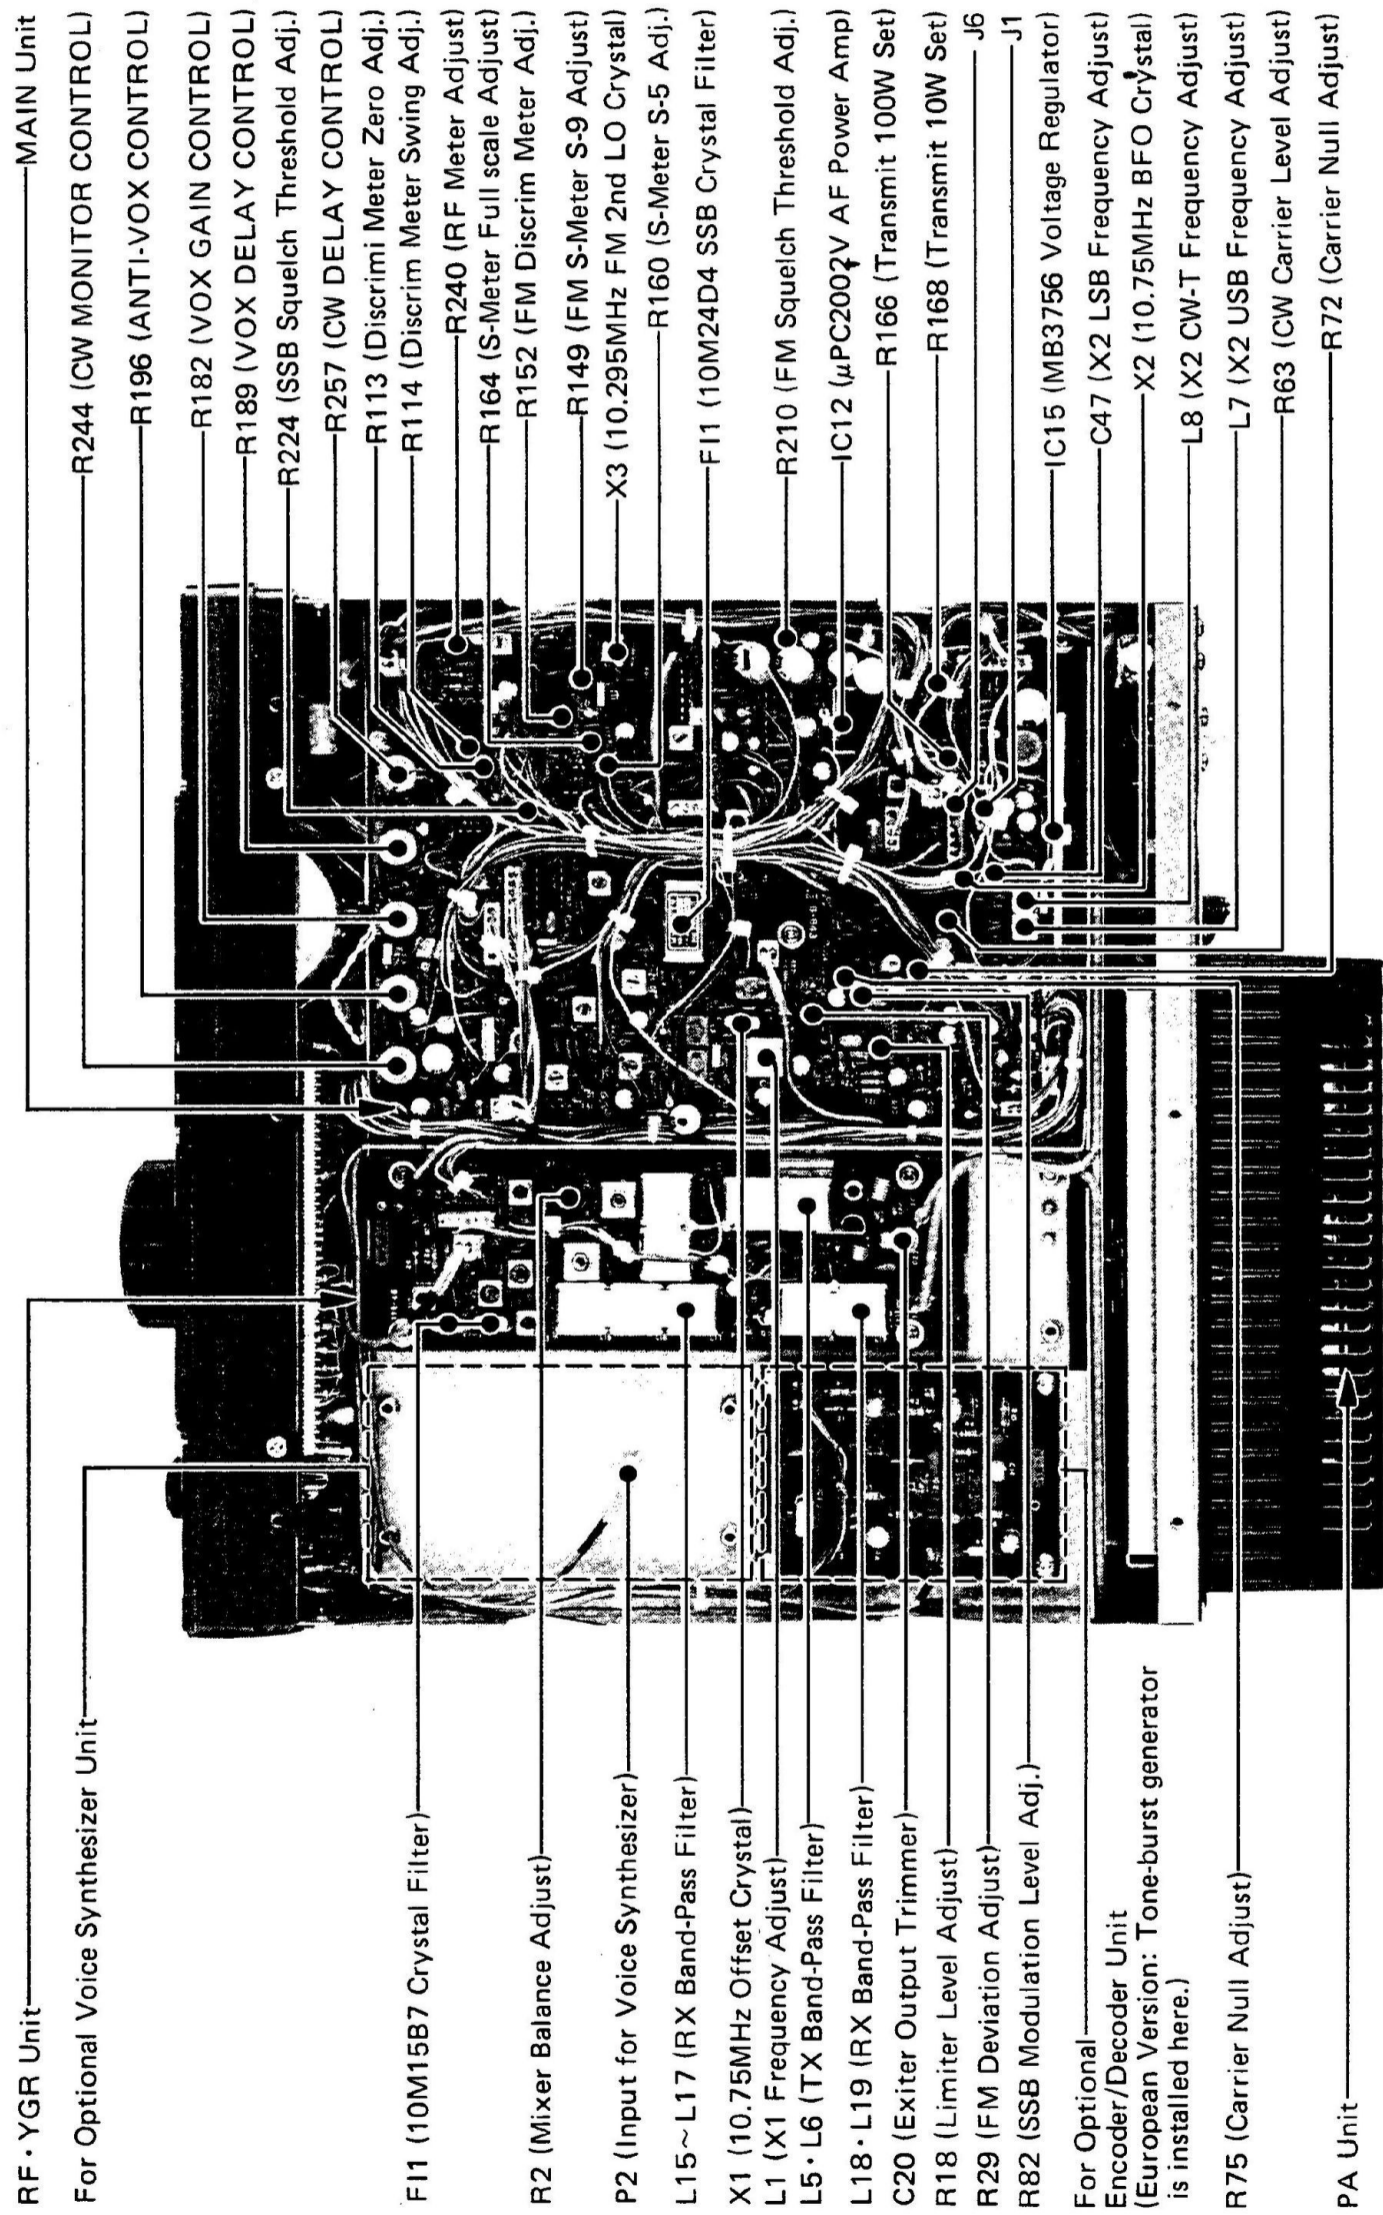 RF · YGR Unit
For Optional Voice Synthesizer Unit
FI1 (10M15B7 Crystal Filter)
R2 (Mixer Balance Adjust)
P2 (Input for Voice Synthesizer)
L15~L17 (RX Band-Pass Filter)
X1 (10.75MHz Offset Crystal)
L1 (X1 Frequency Adjust)
L5 · L6 (TX Band-Pass Filter)
L18 · L19 (RX Band-Pass Filter)
C20 (Exiter Output Trimmer)
R18 (Limiter Level Adjust)
R29 (FM Deviation Adjust)
R82 (SSB Modulation Level Adj.)
For Optional
Encoder/Decoder Unit
(European Version: Tone-burst generator
is installed here.)
R75 (Carrier Null Adjust)
PA Unit
MAIN Unit
R244 (CW MONITOR CONTROL)
R196 (ANTI-VOX CONTROL)
R182 (VOX GAIN CONTROL)
R189 (VOX DELAY CONTROL)
R224 (SSB Squelch Threshold Adj.)
R257 (CW DELAY CONTROL)
R113 (Discrimi Meter Zero Adj.)
R114 (Discrim Meter Swing Adj.)
R240 (RF Meter Adjust)
R164 (S-Meter Full scale Adjust)
R152 (FM Discrim Meter Adj.)
R149 (FM S-Meter S-9 Adjust)
X3 (10.295MHz FM 2nd LO Crystal)
R160 (S-Meter S-5 Adj.)
FI1 (10M24D4 SSB Crystal Filter)
R210 (FM Squelch Threshold Adj.)
IC12 (μPC2002V AF Power Amp)
R166 (Transmit 100W Set)
R168 (Transmit 10W Set)
J6
J1
IC15 (MB3756 Voltage Regulator)
C47 (X2 LSB Frequency Adjust)
X2 (10.75MHz BFO Crystal)
L8 (X2 CW-T Frequency Adjust)
L7 (X2 USB Frequency Adjust)
R63 (CW Carrier Level Adjust)
R72 (Carrier Null Adjust)